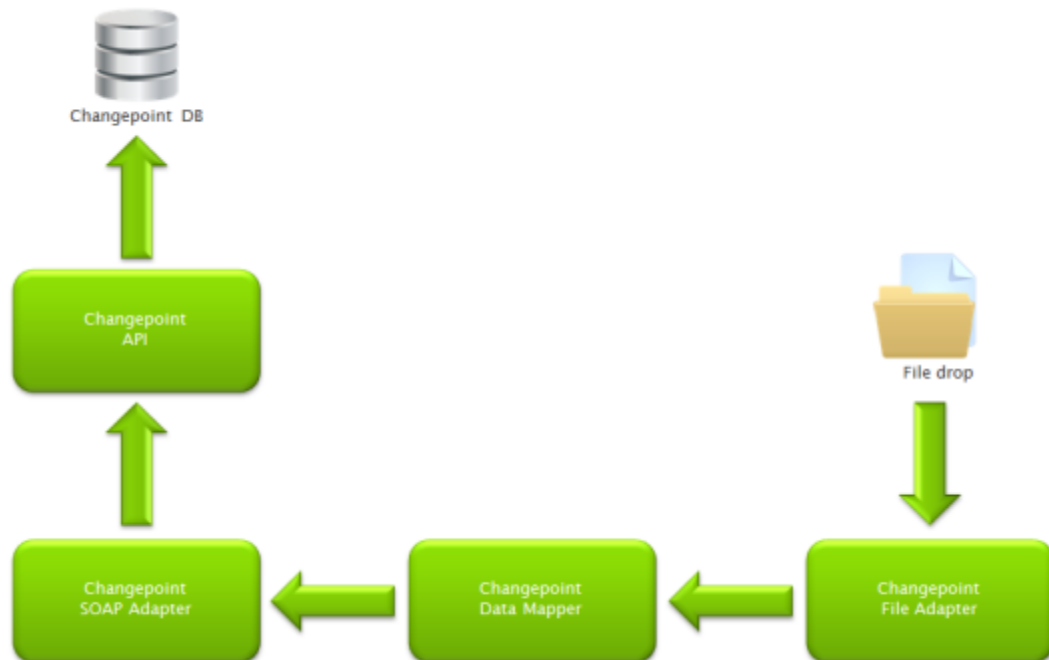 Changepoint DB
Changepoint
API
File drop
Changepoint
SOAP Adapter
Changepoint
Data Mapper
Changepoint
File Adapter